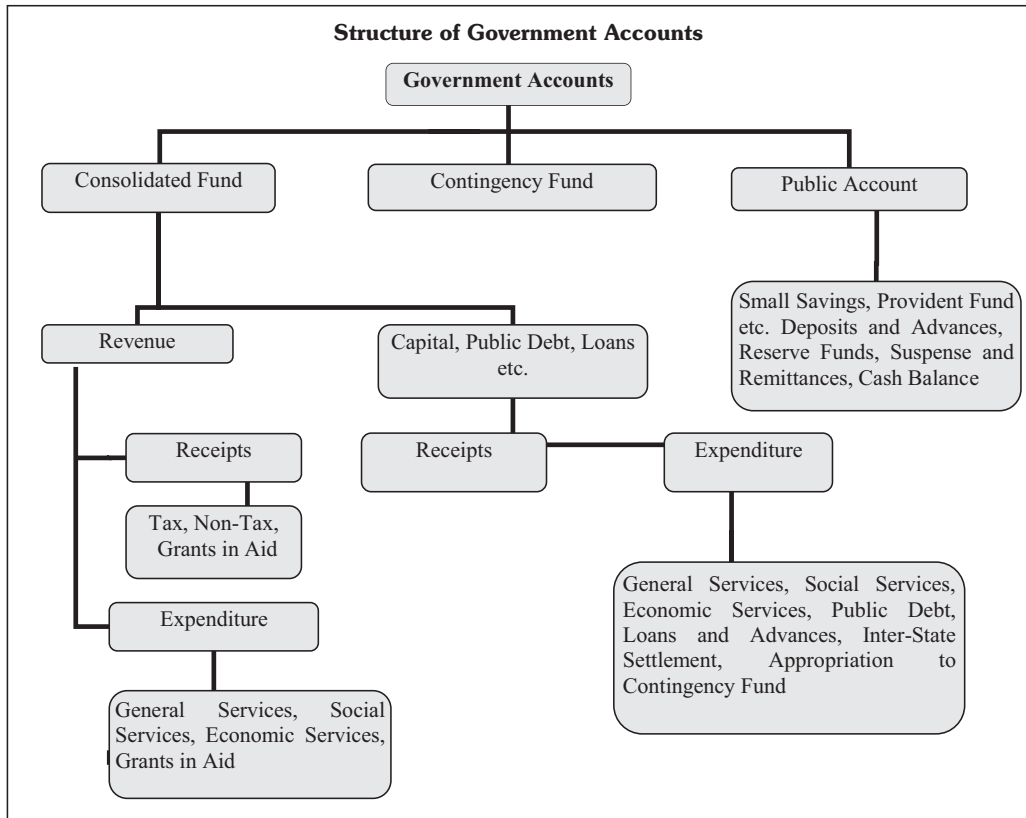 Structure of Government Accounts
Government Accounts
Consolidated Fund
Contingency Fund
Public Account
Small Savings, Provident Fund
etc. Deposits and Advances,
Reserve Funds, Suspense and
Remittances, Cash Balance
Revenue
Capital, Public Debt, Loans
etc.
Receipts
Tax, Non-Tax,
Grants in Aid
Expenditure
General Services, Social
Services, Economic Services,
Grants in Aid
Receipts
Expenditure
General Services, Social Services,
Economic Services, Public Debt,
Loans and Advances, Inter-State
Settlement, Appropriation to
Contingency Fund